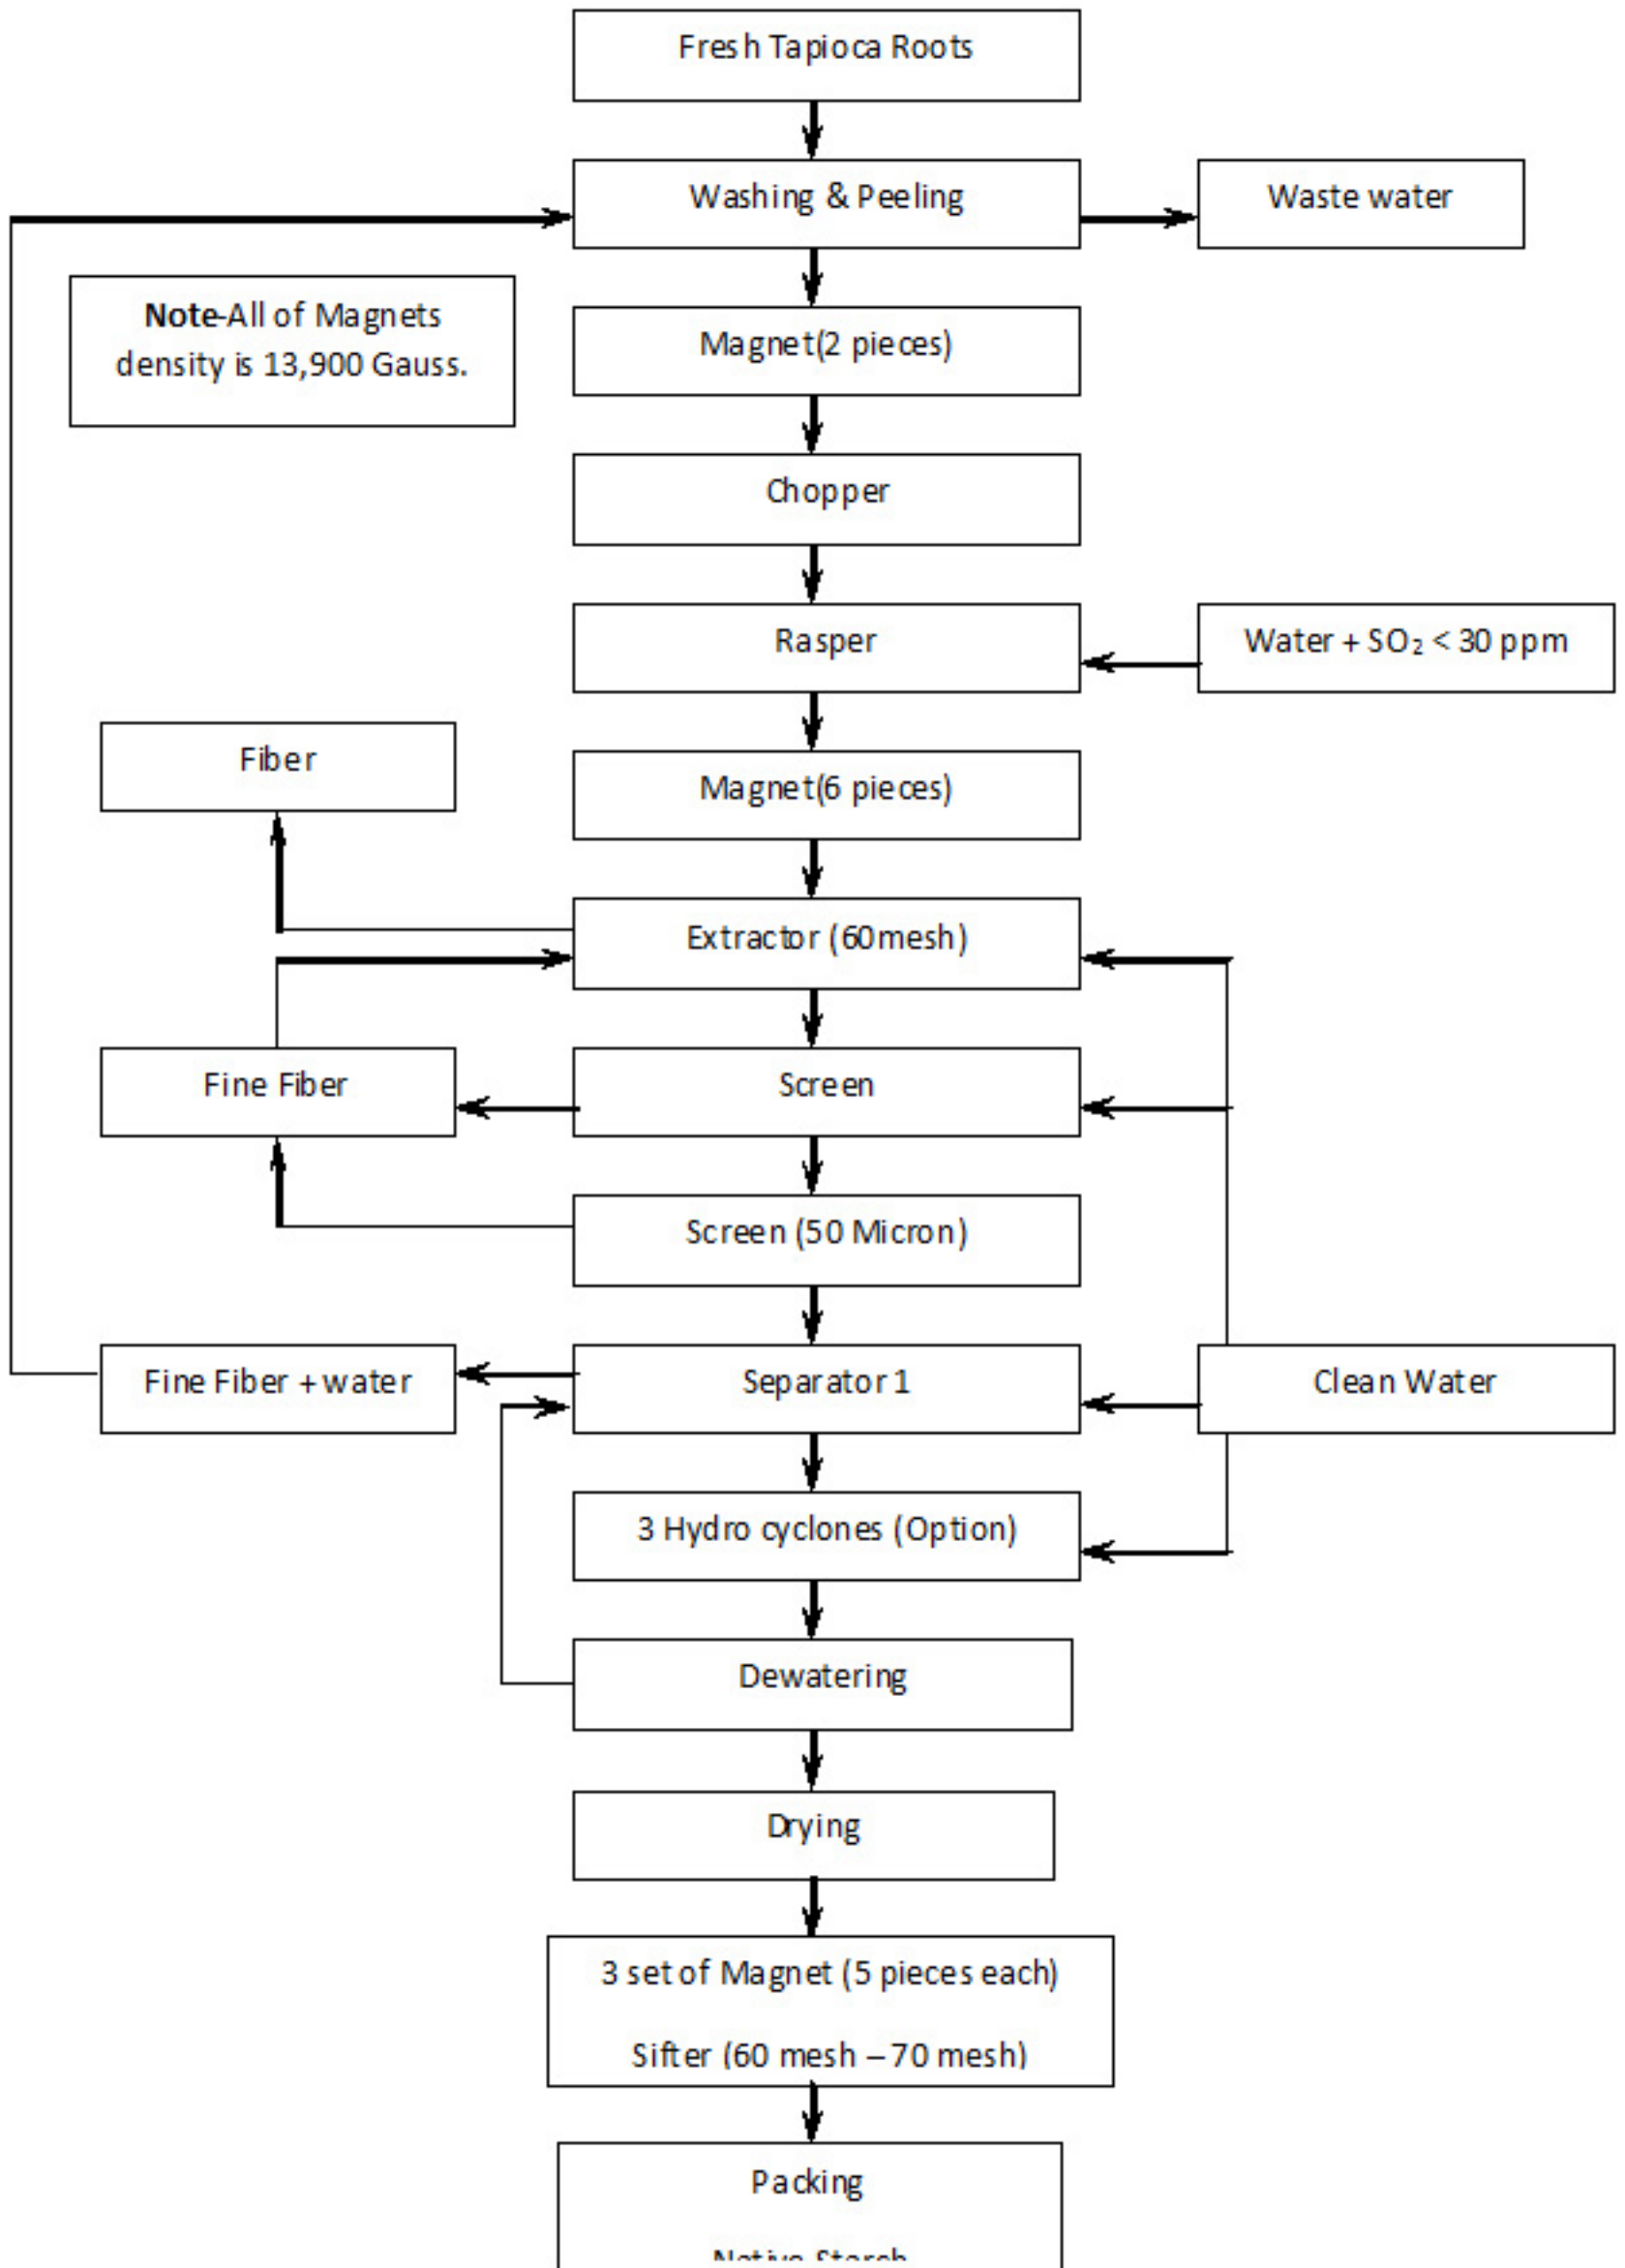 Fresh Tapioca Roots
Washing & Peeling
Waste water
Note-All of Magnets
density is 13,900 Gauss.
Magnet(2 pieces)
Chopper
Rasper
Water + SO₂ < 30 ppm
Fiber
Magnet(6 pieces)
Extractor (60mesh)
Fine Fiber
Screen
Screen (50 Micron)
Fine Fiber + water
Separator 1
Clean Water
3 Hydro cyclones (Option)
Dewatering
Drying
3 set of Magnet (5 pieces each)
Sifter (60 mesh – 70 mesh)
Packing
Native Starch